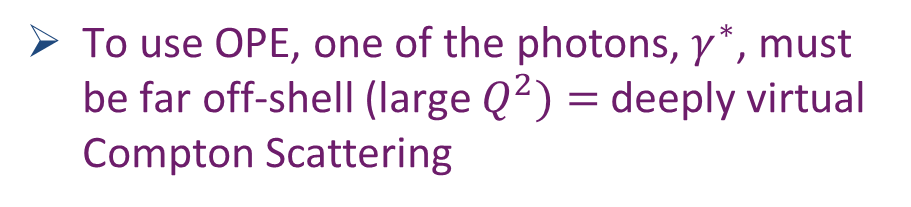 ➢ To use OPE, one of the photons, γ*, must
be far off-shell (large Q²) = deeply virtual
Compton Scattering